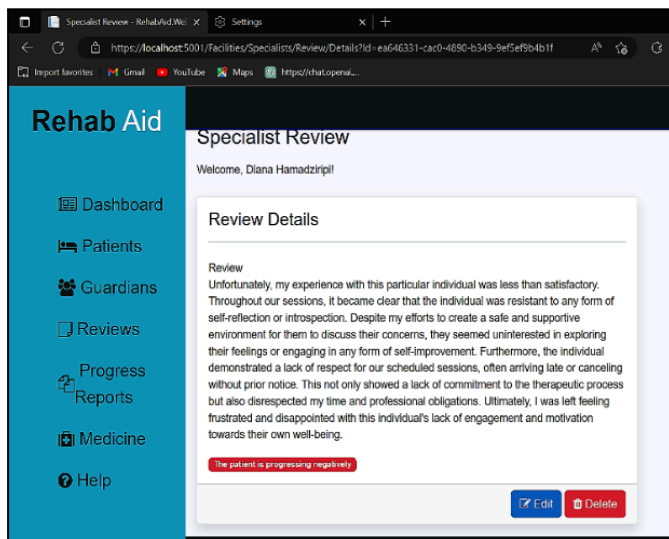 Specialist Review - RehabAid.Wel
Settings
https://localhost:5001/Facilities/Specialists/Review/Details?Id=ea646331-cac0-4890-b349-9ef5ef9b4b1f
Import favorites
Gmail
YouTube
Maps
https://chat.openai...
Rehab Aid
Dashboard
Patients
Guardians
Reviews
Progress
Reports
Medicine
Help
Specialist Review
Welcome, Diana Hamadziripi!
Review Details
Review
Unfortunately, my experience with this particular individual was less than satisfactory.
Throughout our sessions, it became clear that the individual was resistant to any form of
self-reflection or introspection. Despite my efforts to create a safe and supportive
environment for them to discuss their concerns, they seemed uninterested in exploring
their feelings or engaging in any form of self-improvement. Furthermore, the individual
demonstrated a lack of respect for our scheduled sessions, often arriving late or canceling
without prior notice. This not only showed a lack of commitment to the therapeutic process
but also disrespected my time and professional obligations. Ultimately, I was left feeling
frustrated and disappointed with this individual's lack of engagement and motivation
towards their own well-being.
The patient is progressing negatively
Edit
Delete